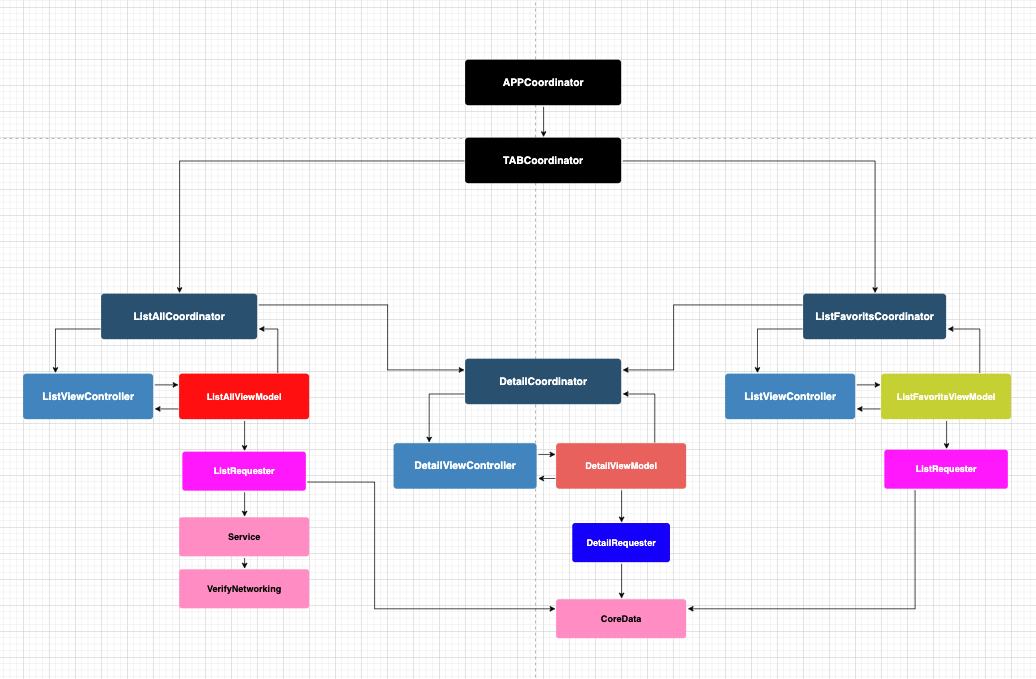 APPCoordinator
TABCoordinator
ListAllCoordinator
ListFavoritsCoordinator
DetailCoordinator
ListViewController
ListAllViewModel
ListViewController
ListFavoritsViewModel
DetailViewController
DetailViewModel
ListRequester
ListRequester
Service
DetailRequester
VerifyNetworking
CoreData